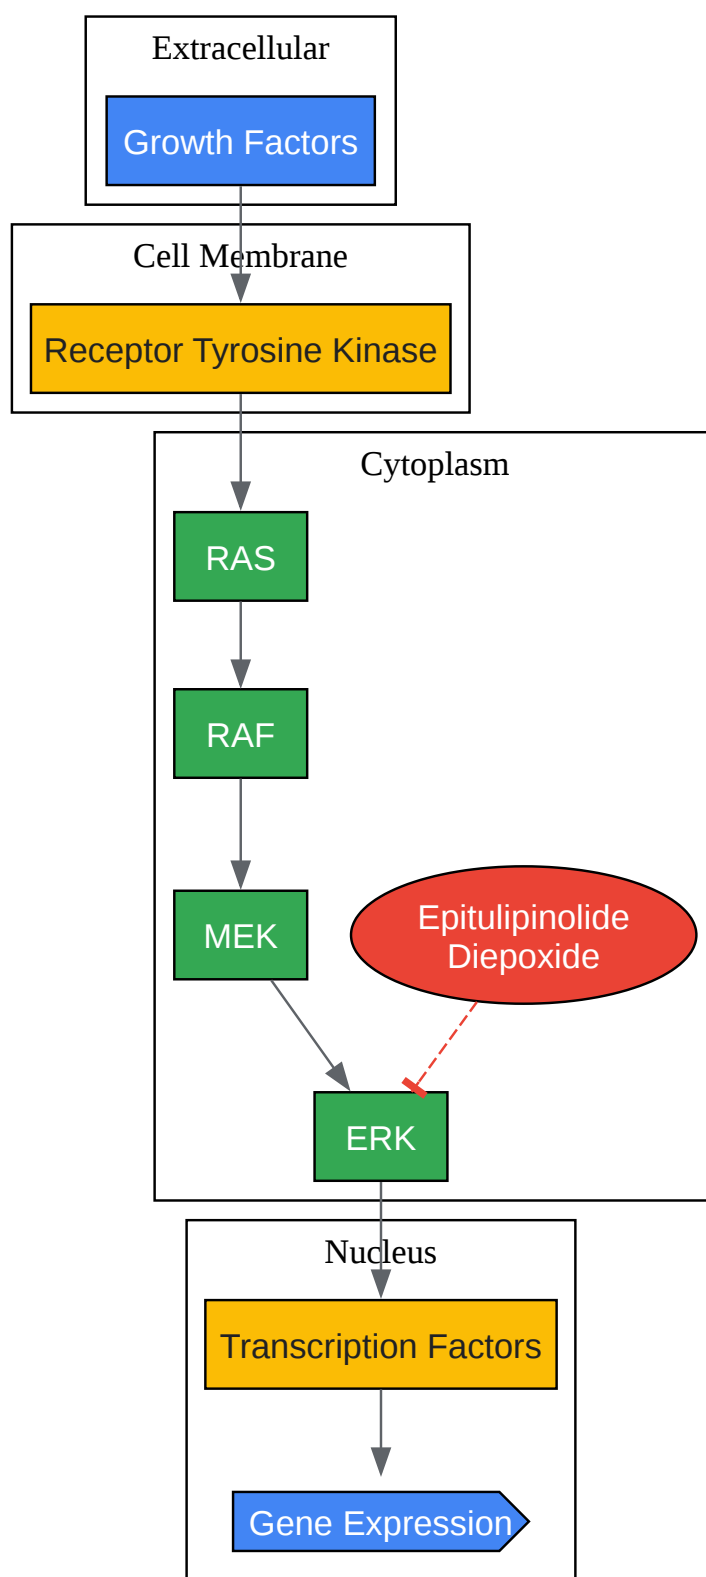 Extracellular
Growth Factors
Cell Membrane
Receptor Tyrosine Kinase
Cytoplasm
RAS
RAF
MEK
Epitulipinolide
Diepoxide
ERK
Nucleus
Transcription Factors
Gene Expression